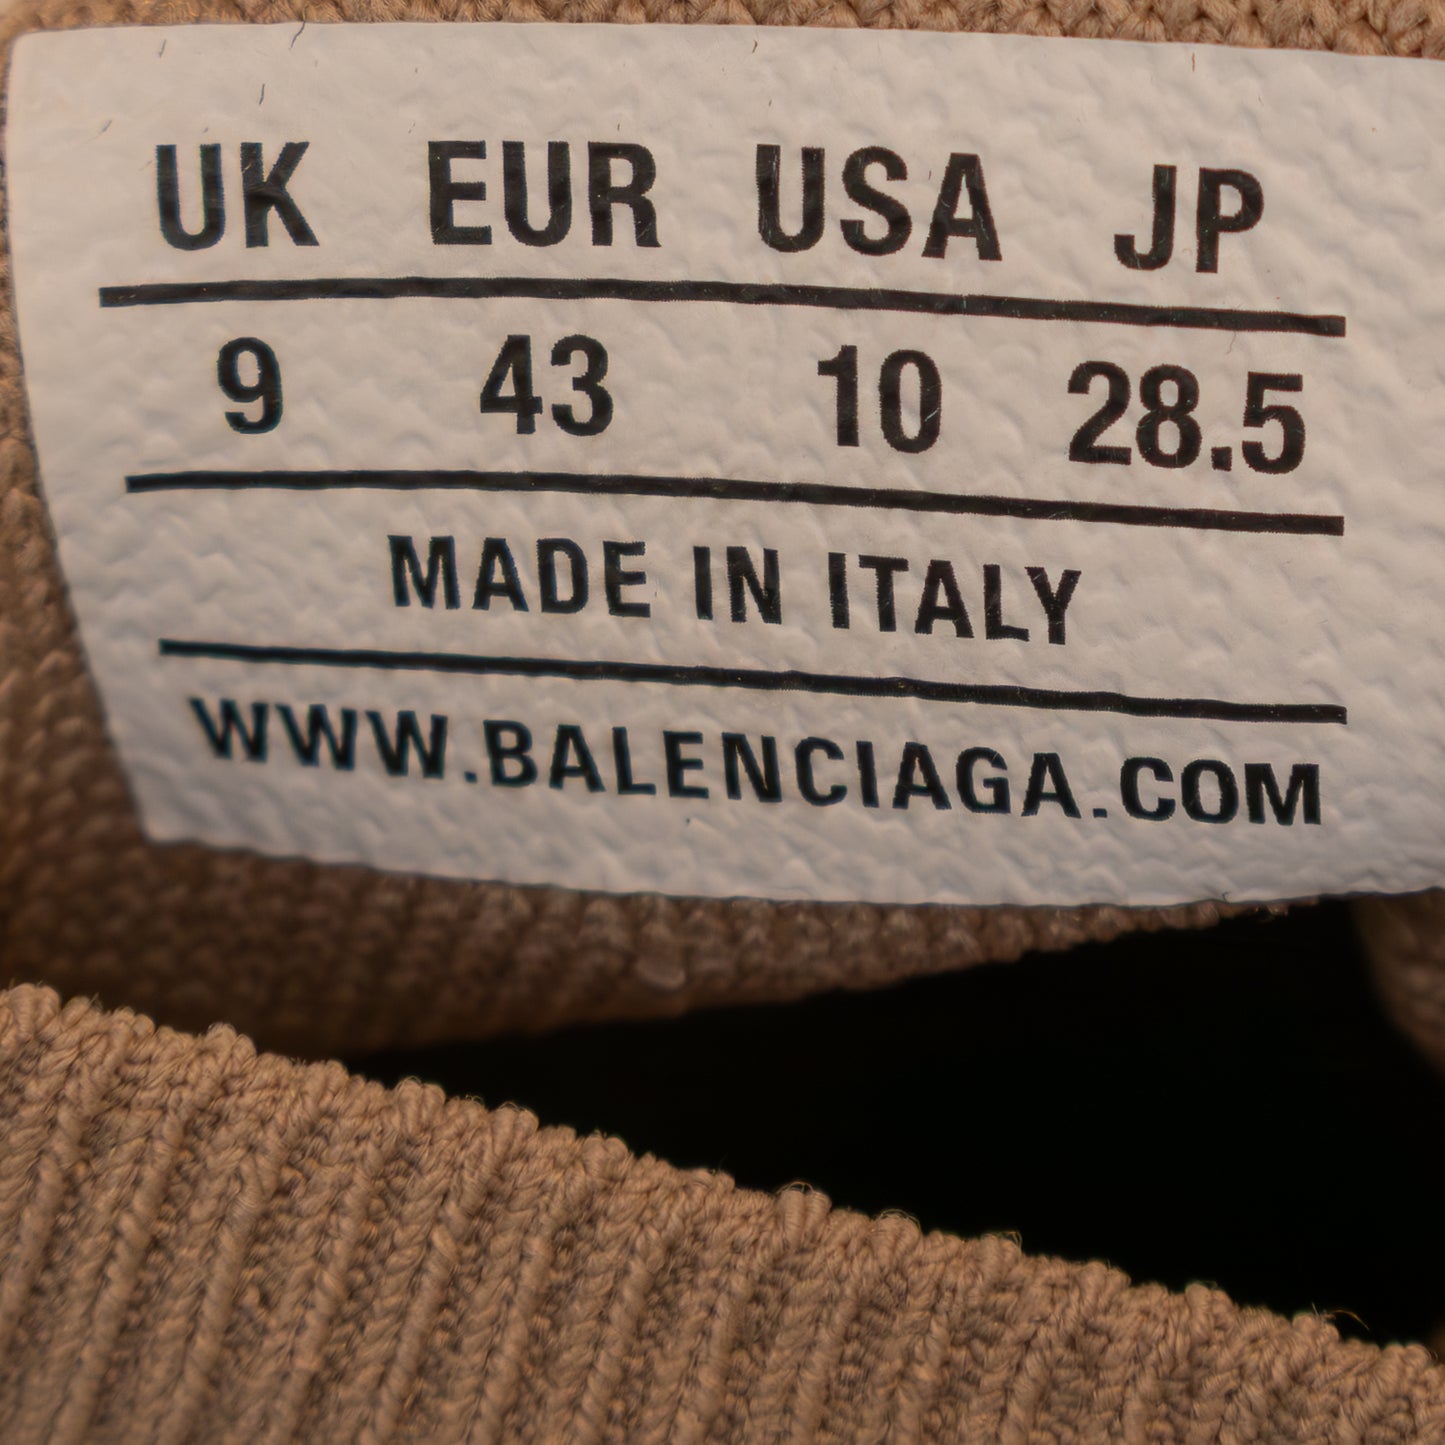 UK EUR USA JP
9 43 10 28.5
MADE IN ITALY
WWW.BALENCIAGA.COM